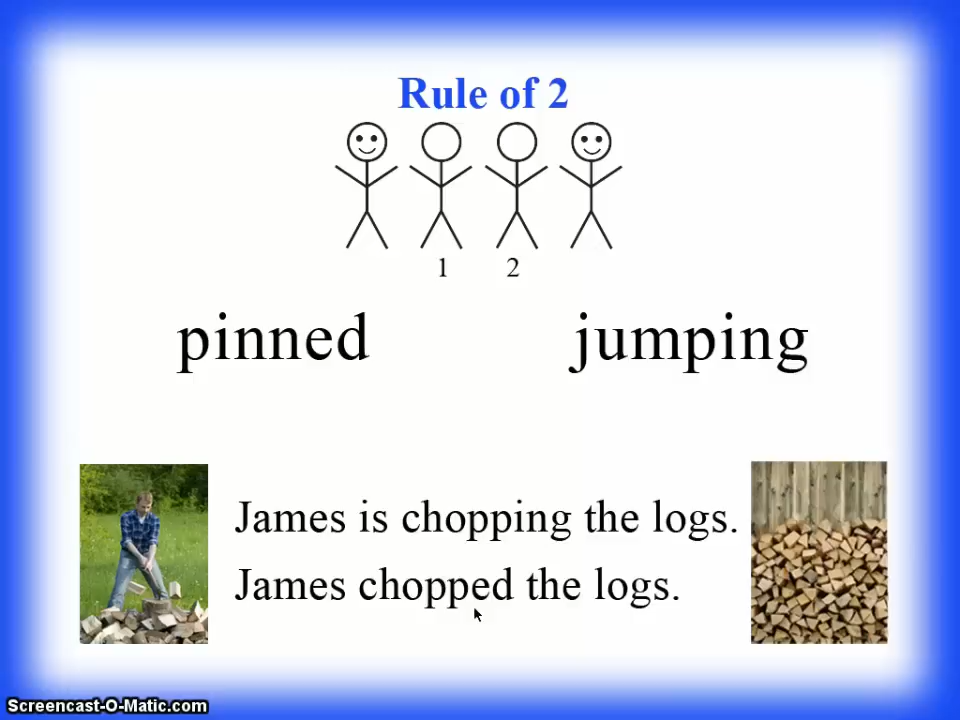 Rule of 2
1 2
pinned jumping
James is chopping the logs.
James chopped the logs.
Screencast-O-Matic.com